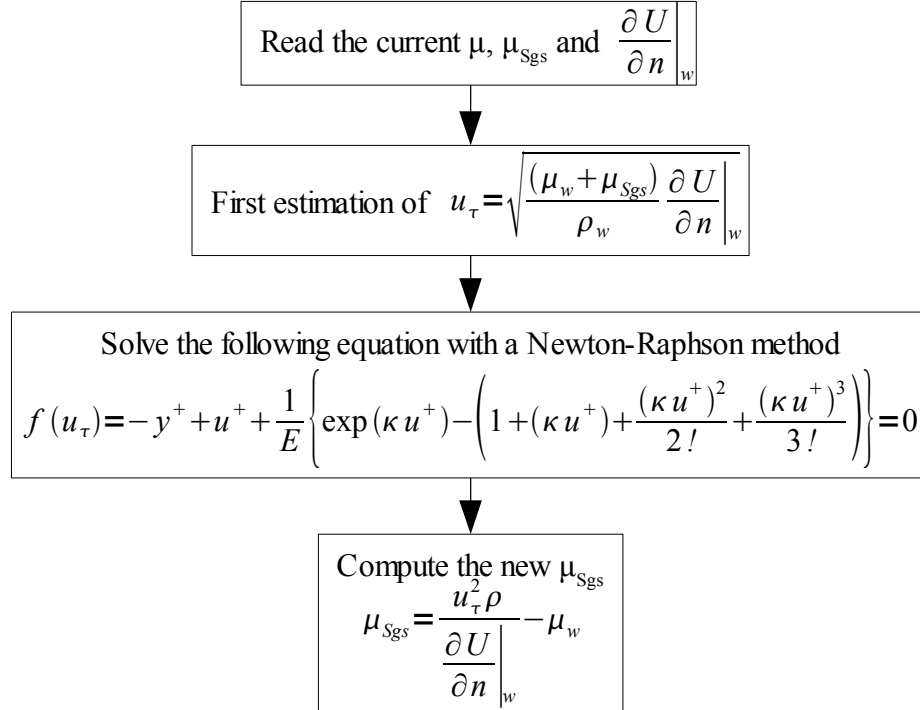 Read the current μ, μ_Sgs and ∂U/∂n|_w
First estimation of u_τ = √((μ_w + μ_Sgs)/ρ_w ∂U/∂n|_w)
Solve the following equation with a Newton-Raphson method
f(u_τ) = −y⁺ + u⁺ + 1/E {exp(κu⁺) − (1 + (κu⁺) + (κu⁺)²/2! + (κu⁺)³/3!)} = 0
Compute the new μ_Sgs
μ_Sgs = u_τ²ρ / ∂U/∂n|_w − μ_w